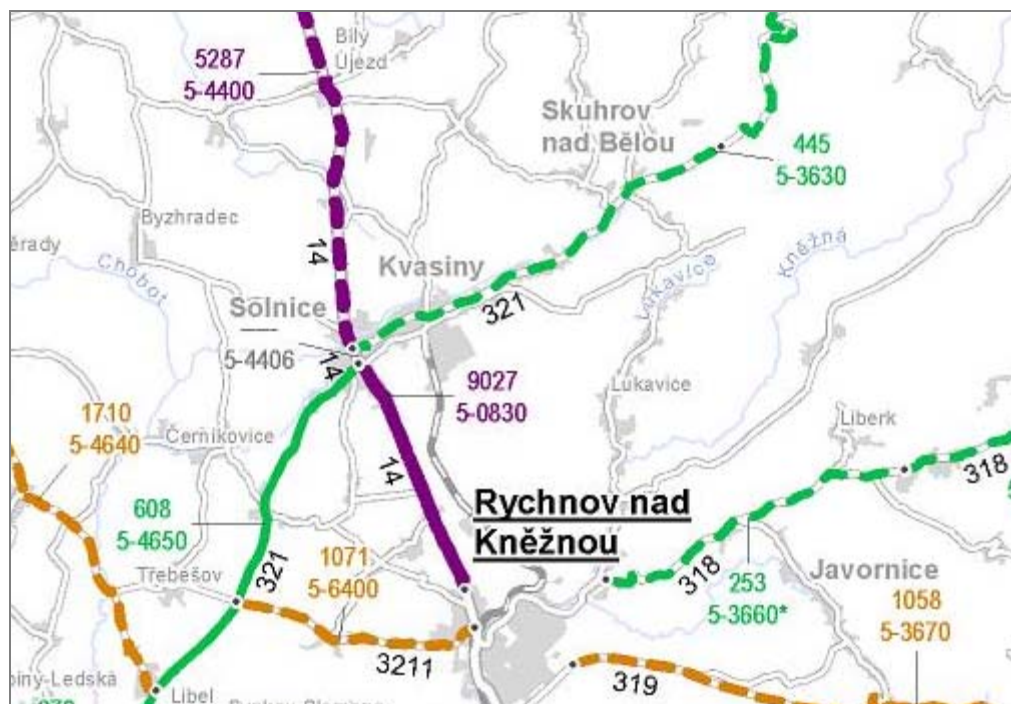 Bílý
Újezd
5287
5-4400
Skuhrov
nad Bělou
445
5-3630
Byzhradec
ěrady
Chobot
14
Kvasiny
Lukavice
Kněžná
Solnice
321
5-4406
14
9027
5-0830
Lukavice
1710
5-4640
Černíkovice
Liberk
14
318
608
5-4650
Rychnov nad
Kněžnou
321
1071
5-6400
Třebešov
318
253
5-3660*
Javornice
1058
5-3670
3211
319
Libel